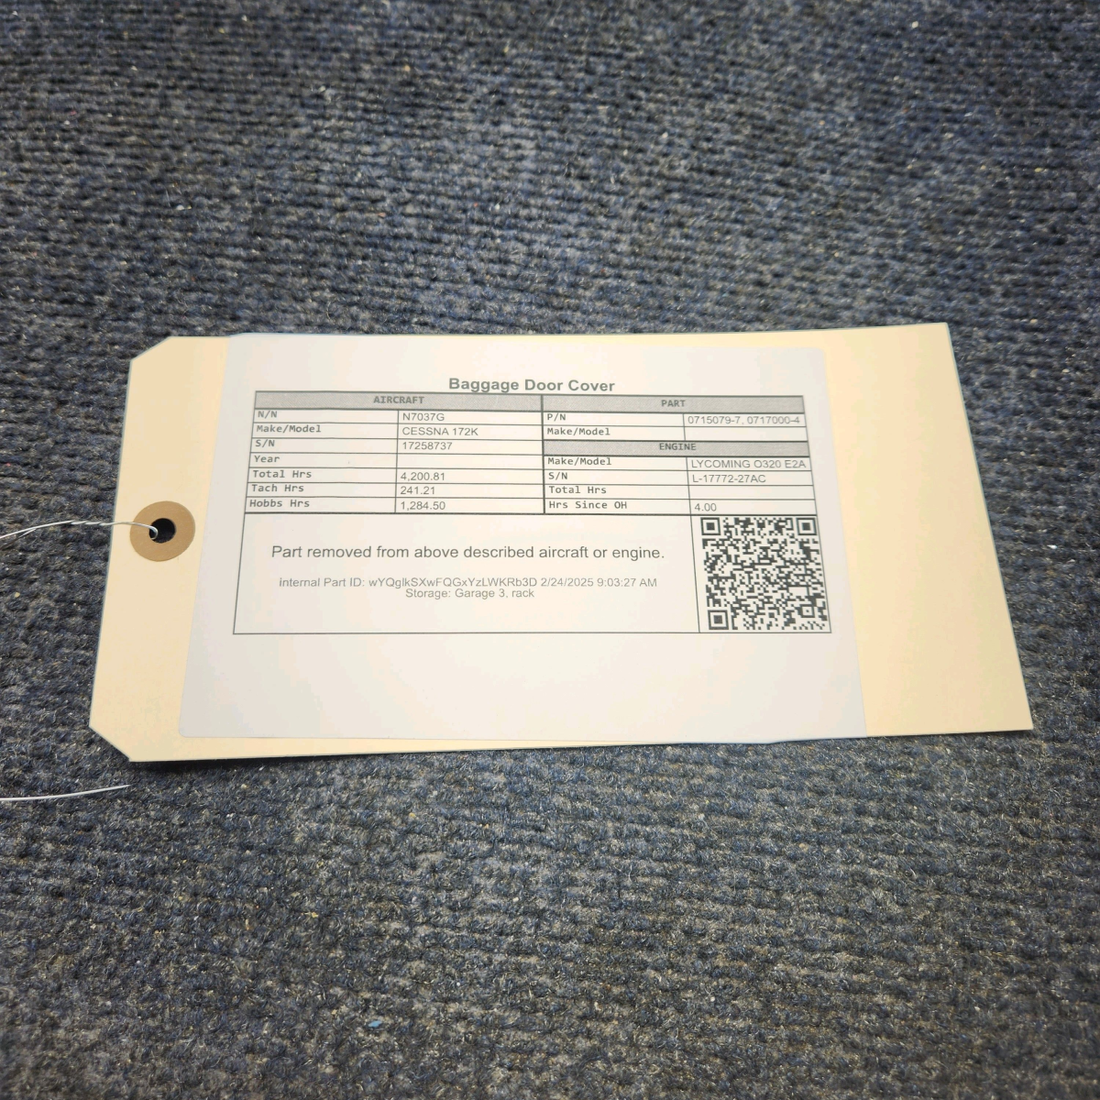 Baggage Door Cover
AIRCRAFT
N/N N7037G
Make/Model CESSNA 172K
S/N 17258737
Year
Total Hrs 4,200.81
Tach Hrs 241.21
Hobbs Hrs 1,284.50
PART
P/N 0715079-7, 0717000-4
Make/Model
ENGINE
Make/Model LYCOMING O320 E2A
S/N L-17772-27AC
Total Hrs
Hrs Since OH 4.00
Part removed from above described aircraft or engine.
Internal Part ID: wYQglkSXwFQGxYzLWKRb3D 2/24/2025 9:03:27 AM
Storage: Garage 3, rack